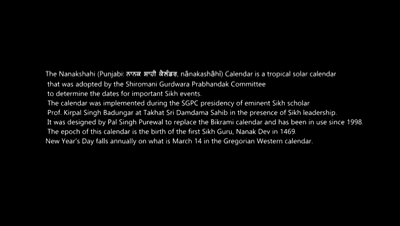 The Nanakshahi (Punjabi: ਨਾਨਕ ਸ਼ਾਹੀ ਕੈਲੰਡਰ, nānakashāhī) Calendar is a tropical solar calendar
that was adopted by the Shiromani Gurdwara Prabhandak Committee
to determine the dates for important Sikh events.
The calendar was implemented during the SGPC presidency of eminent Sikh scholar
Prof. Kirpal Singh Badungar at Takhat Sri Damdama Sahib in the presence of Sikh leadership.
It was designed by Pal Singh Purewal to replace the Bikrami calendar and has been in use since 1998.
The epoch of this calendar is the birth of the first Sikh Guru, Nanak Dev in 1469.
New Year's Day falls annually on what is March 14 in the Gregorian Western calendar.